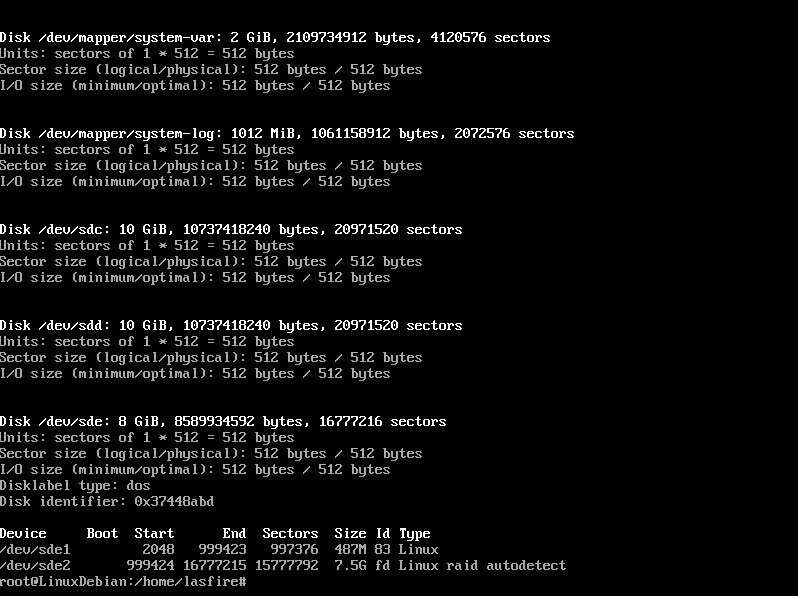 Disk /dev/mapper/system-var: 2 GiB, 2109734912 bytes, 4120576 sectors
Units: sectors of 1 * 512 = 512 bytes
Sector size (logical/physical): 512 bytes / 512 bytes
I/O size (minimum/optimal): 512 bytes / 512 bytes
Disk /dev/mapper/system-log: 1012 MiB, 1061158912 bytes, 2072576 sectors
Units: sectors of 1 * 512 = 512 bytes
Sector size (logical/physical): 512 bytes / 512 bytes
I/O size (minimum/optimal): 512 bytes / 512 bytes
Disk /dev/sdc: 10 GiB, 10737418240 bytes, 20971520 sectors
Units: sectors of 1 * 512 = 512 bytes
Sector size (logical/physical): 512 bytes / 512 bytes
I/O size (minimum/optimal): 512 bytes / 512 bytes
Disk /dev/sdd: 10 GiB, 10737418240 bytes, 20971520 sectors
Units: sectors of 1 * 512 = 512 bytes
Sector size (logical/physical): 512 bytes / 512 bytes
I/O size (minimum/optimal): 512 bytes / 512 bytes
Disk /dev/sde: 8 GiB, 8589934592 bytes, 16777216 sectors
Units: sectors of 1 * 512 = 512 bytes
Sector size (logical/physical): 512 bytes / 512 bytes
I/O size (minimum/optimal): 512 bytes / 512 bytes
Disklabel type: dos
Disk identifier: 0x37448abd
Device     Boot  Start      End  Sectors  Size Id Type
/dev/sde1         2048   999423   997376  487M 83 Linux
/dev/sde2       999424 16777215 15777792  7.5G fd Linux raid autodetect
root@LinuxDebian:/home/lasfire#